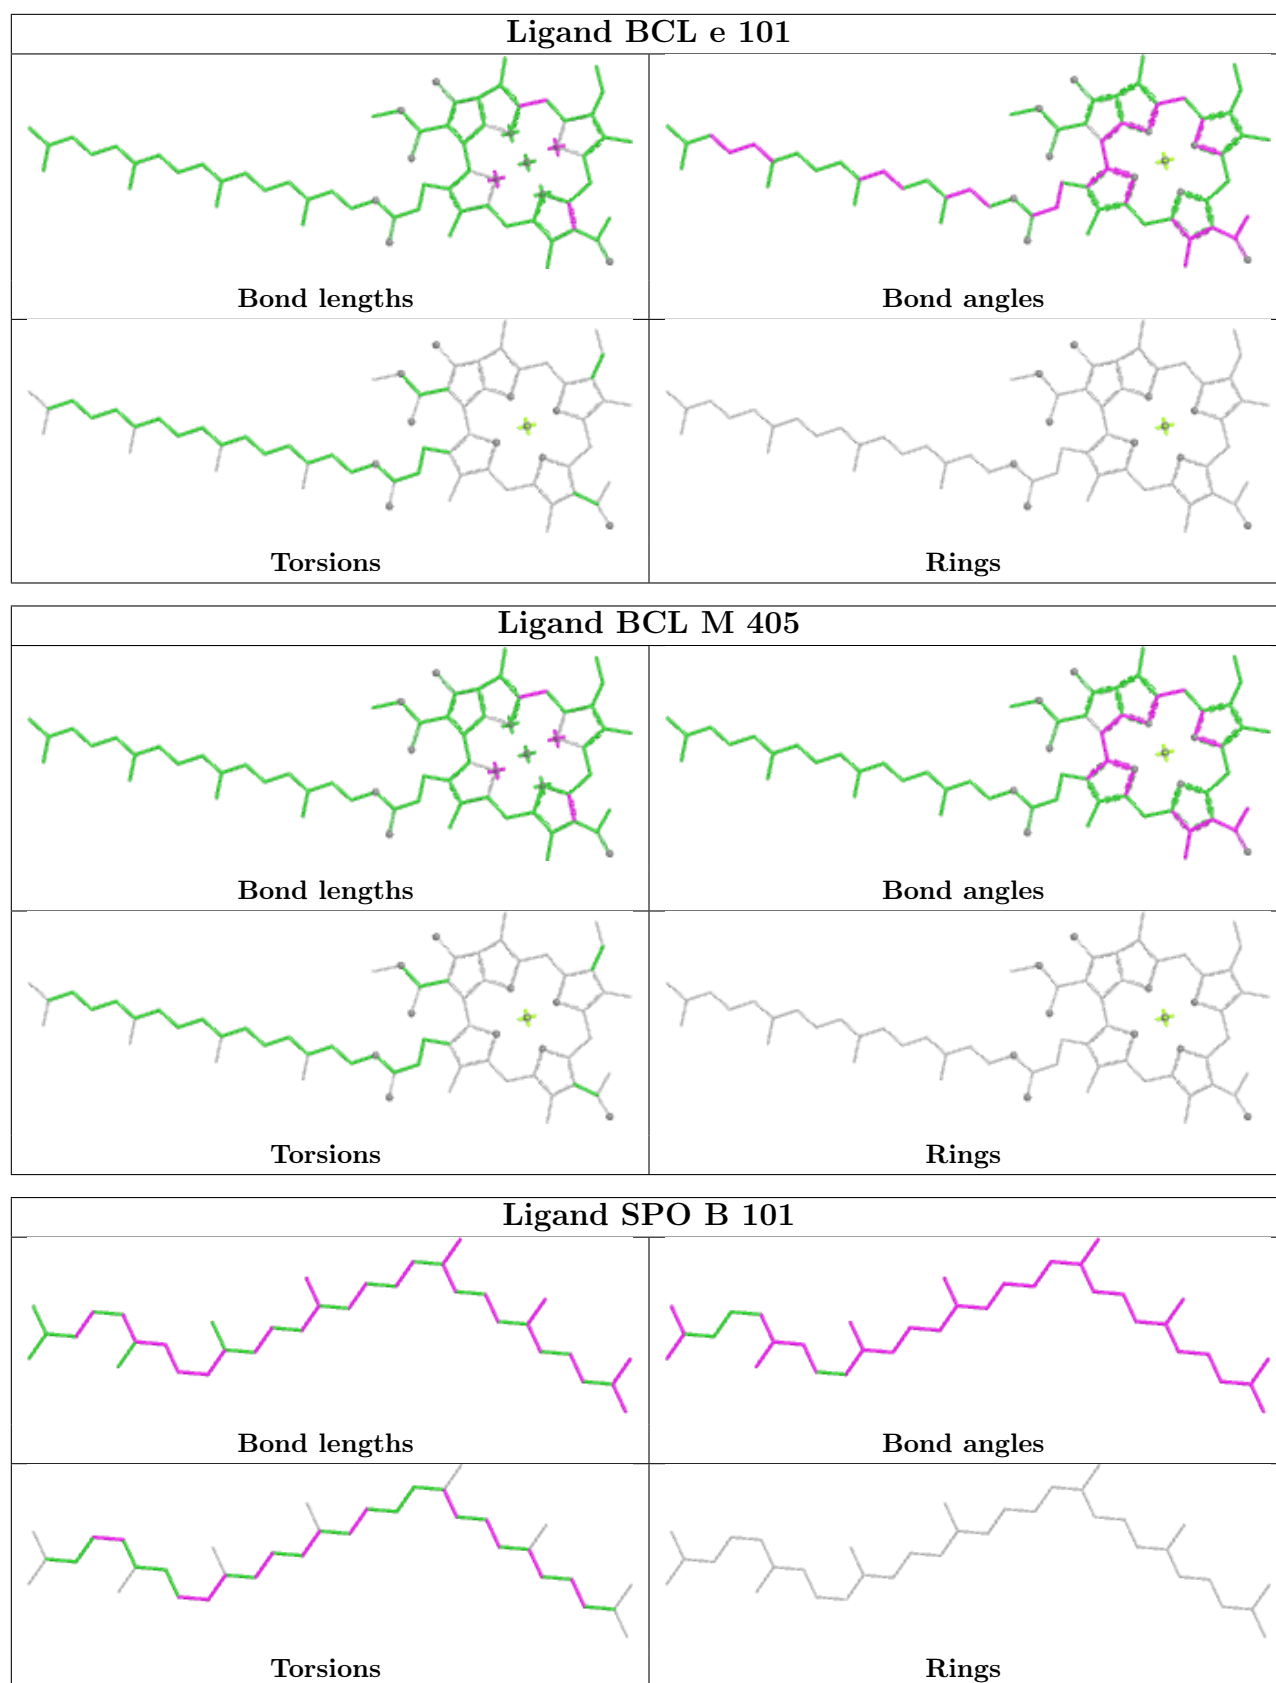 Ligand BCL e 101
Bond lengths
Bond angles
Torsions
Rings
Ligand BCL M 405
Bond lengths
Bond angles
Torsions
Rings
Ligand SPO B 101
Bond lengths
Bond angles
Torsions
Rings